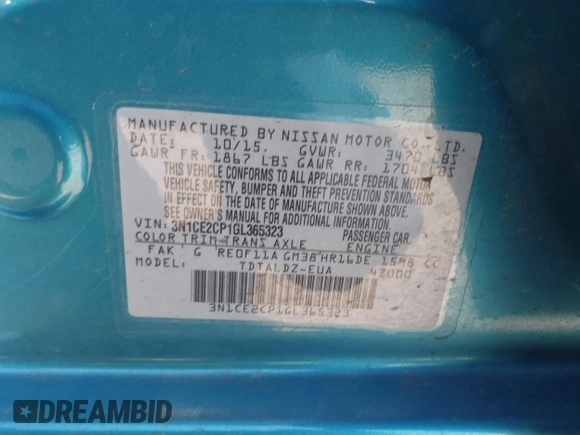 MANUFACTURED BY NISSAN MOTOR CO., LTD.
DATE: 10/15. GVWR: 3470 LBS
GAWR FR: 1867 LBS GAWR RR: 1704 LBS
THIS VEHICLE CONFORMS TO ALL APPLICABLE FEDERAL MOTOR
VEHICLE SAFETY, BUMPER AND THEFT PREVENTION STANDARDS
IN EFFECT ON THE DATE OF MANUFACTURE SHOWN ABOVE.
SEE OWNER'S MANUAL FOR ADDITIONAL INFORMATION.
VIN: 3N1CE2CP1GL365323 PASSENGER CAR.
COLOR TRIM TRANS AXLE ENGINE
FAK G RE0F11A GM38 HR16DE 1598 CC
MODEL: TDTALDZ-EUA 42000
3N1CE2CP1GL365323
DREAMBID